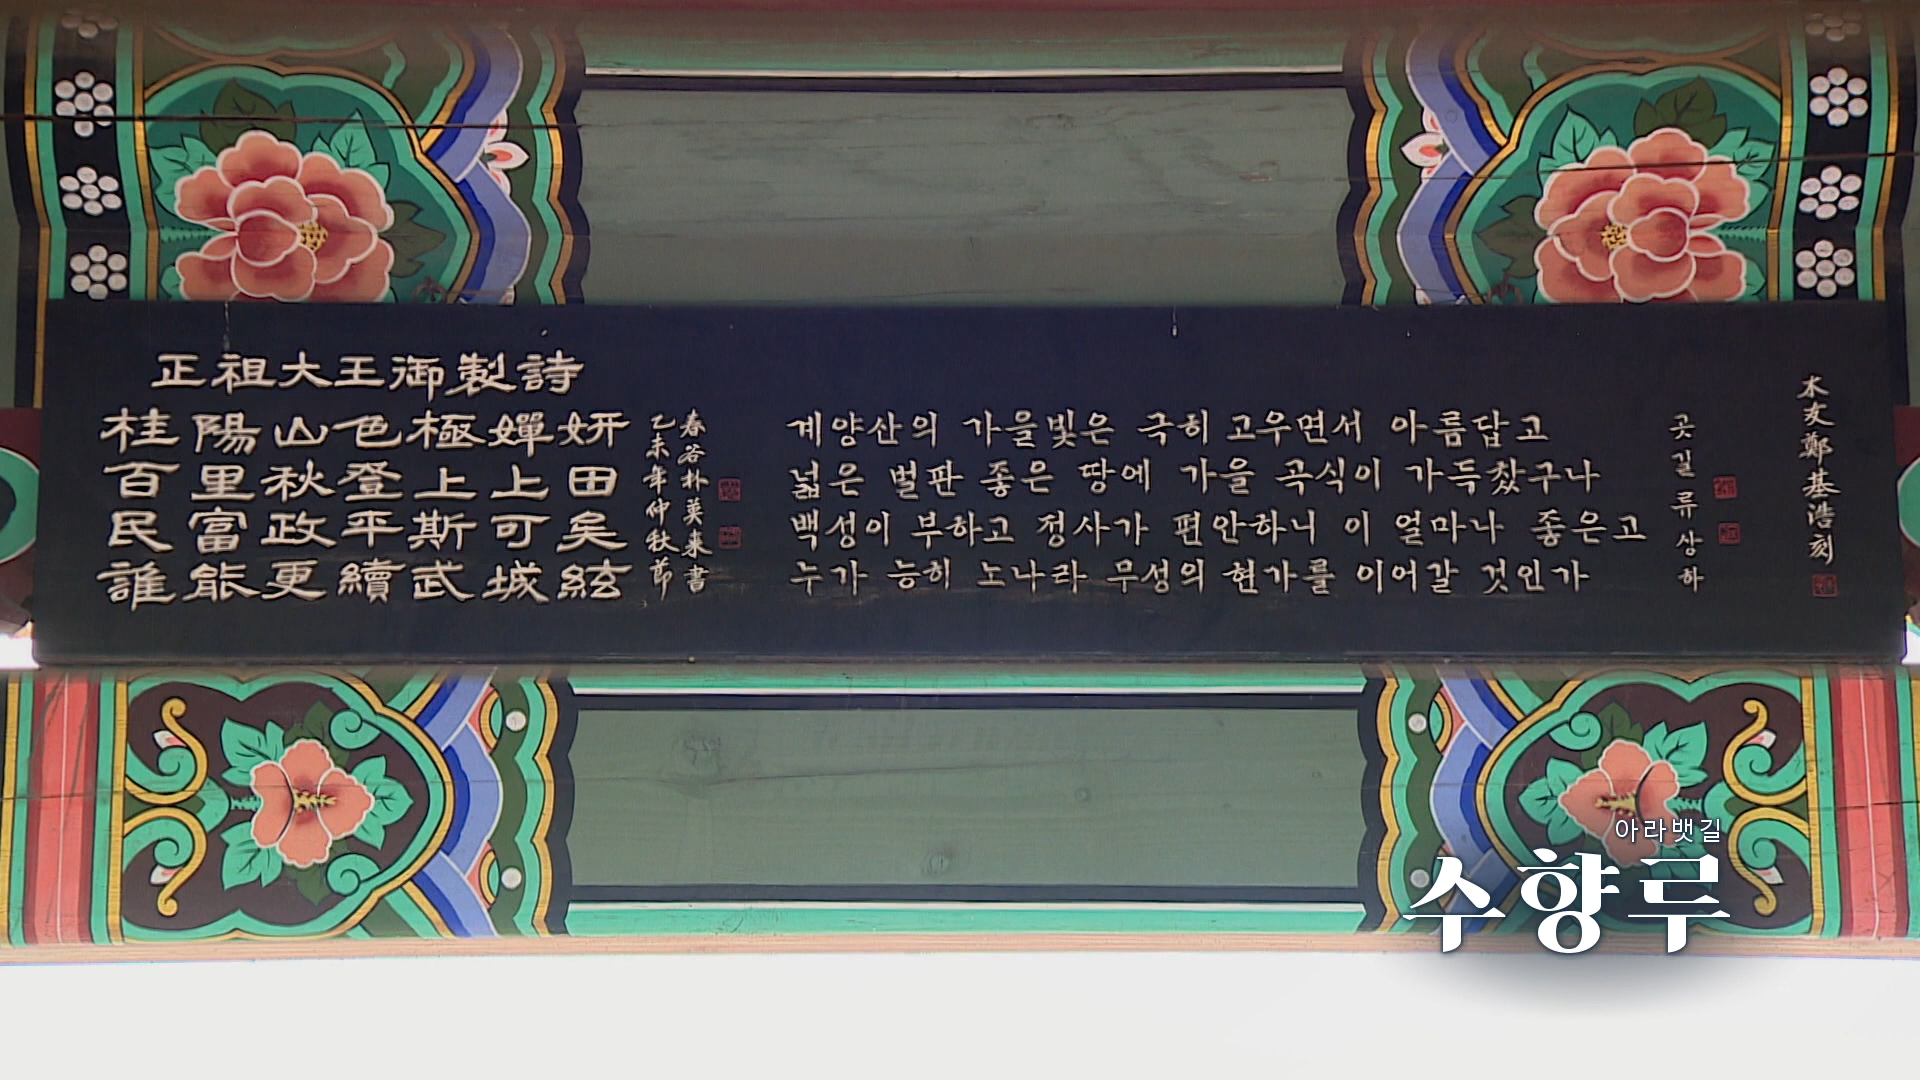 正祖大王御製詩
桂陽山色極嬋妍
百里秋登上上田
民富政平斯可矣
誰能更續武城絃
乙未年仲秋節
春谷朴英来書
계양산의 가을빛은 극히 고우면서 아름답고
넓은 벌판 좋은 땅에 가을 곡식이 가득찼구나
백성이 부하고 정사가 편안하니 이 얼마나 좋은고
누가 능히 노나라 무성의 현가를 이어갈 것인가
곳길 류상하
木友鄭基浩刻
아라뱃길
수향루